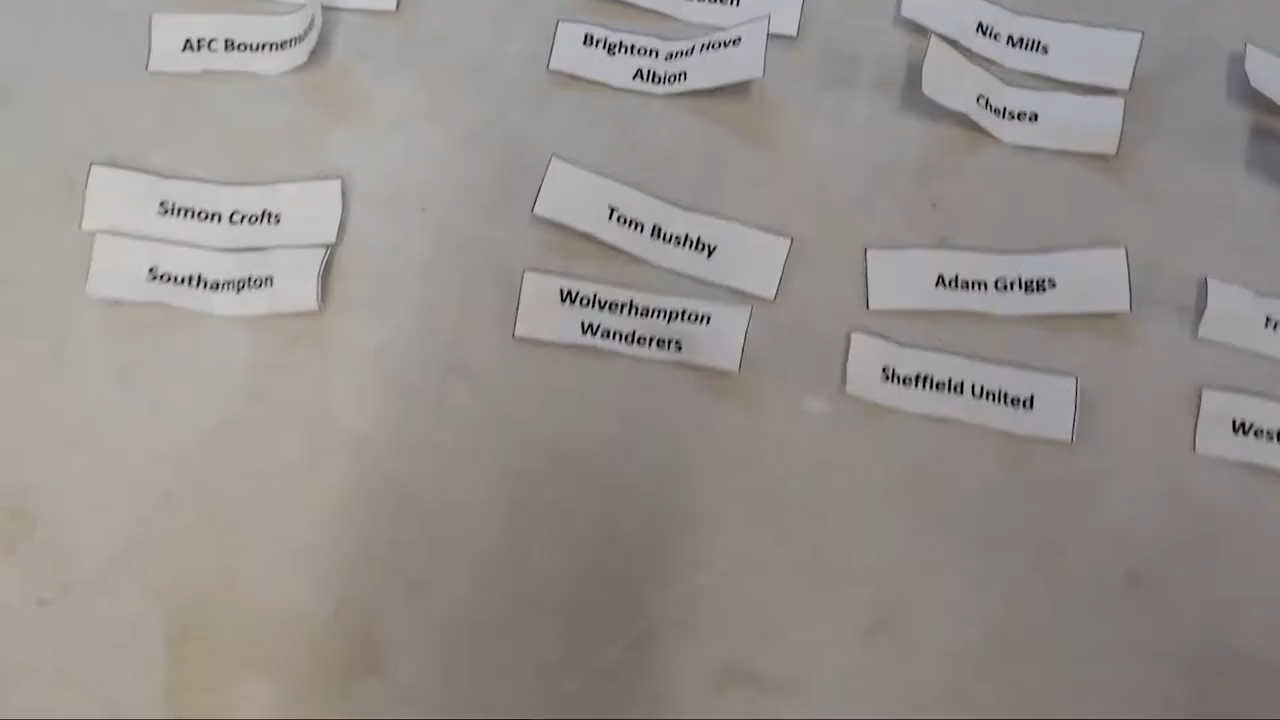 AFC
Brighton and Hove
Albion
Nic Mills
Chelsea
Simon Crofts
Southampton
Tom Bushby
Wolverhampton
Wanderers
Adam Griggs
Sheffield United
West